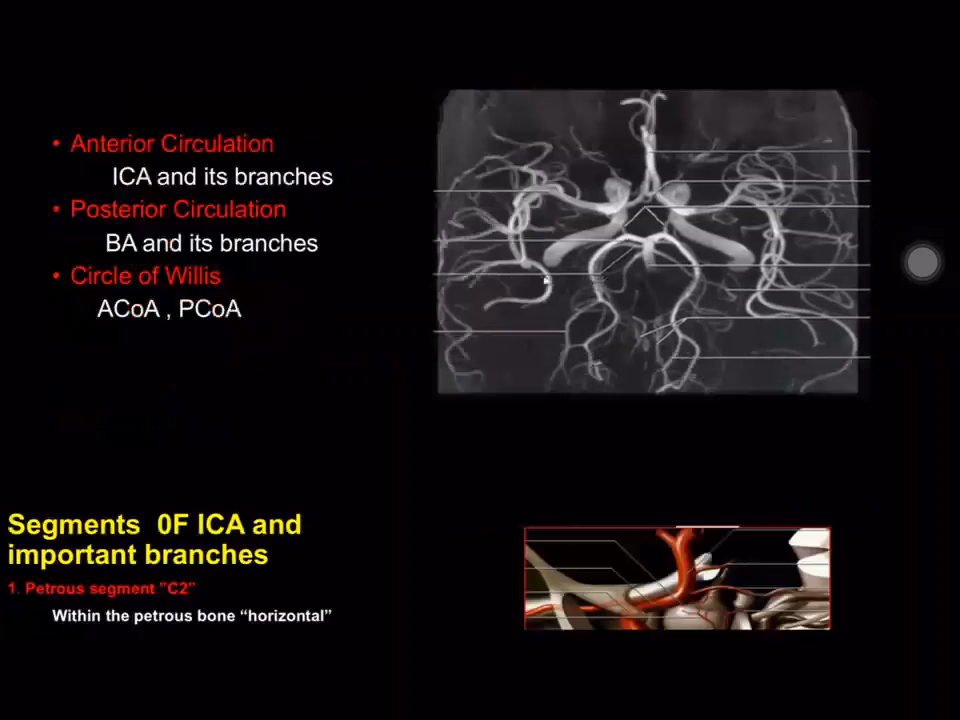 • Anterior Circulation
ICA and its branches
• Posterior Circulation
BA and its branches
• Circle of Willis
ACoA , PCoA
Segments 0F ICA and
important branches
1. Petrous segment "C2"
Within the petrous bone “horizontal”